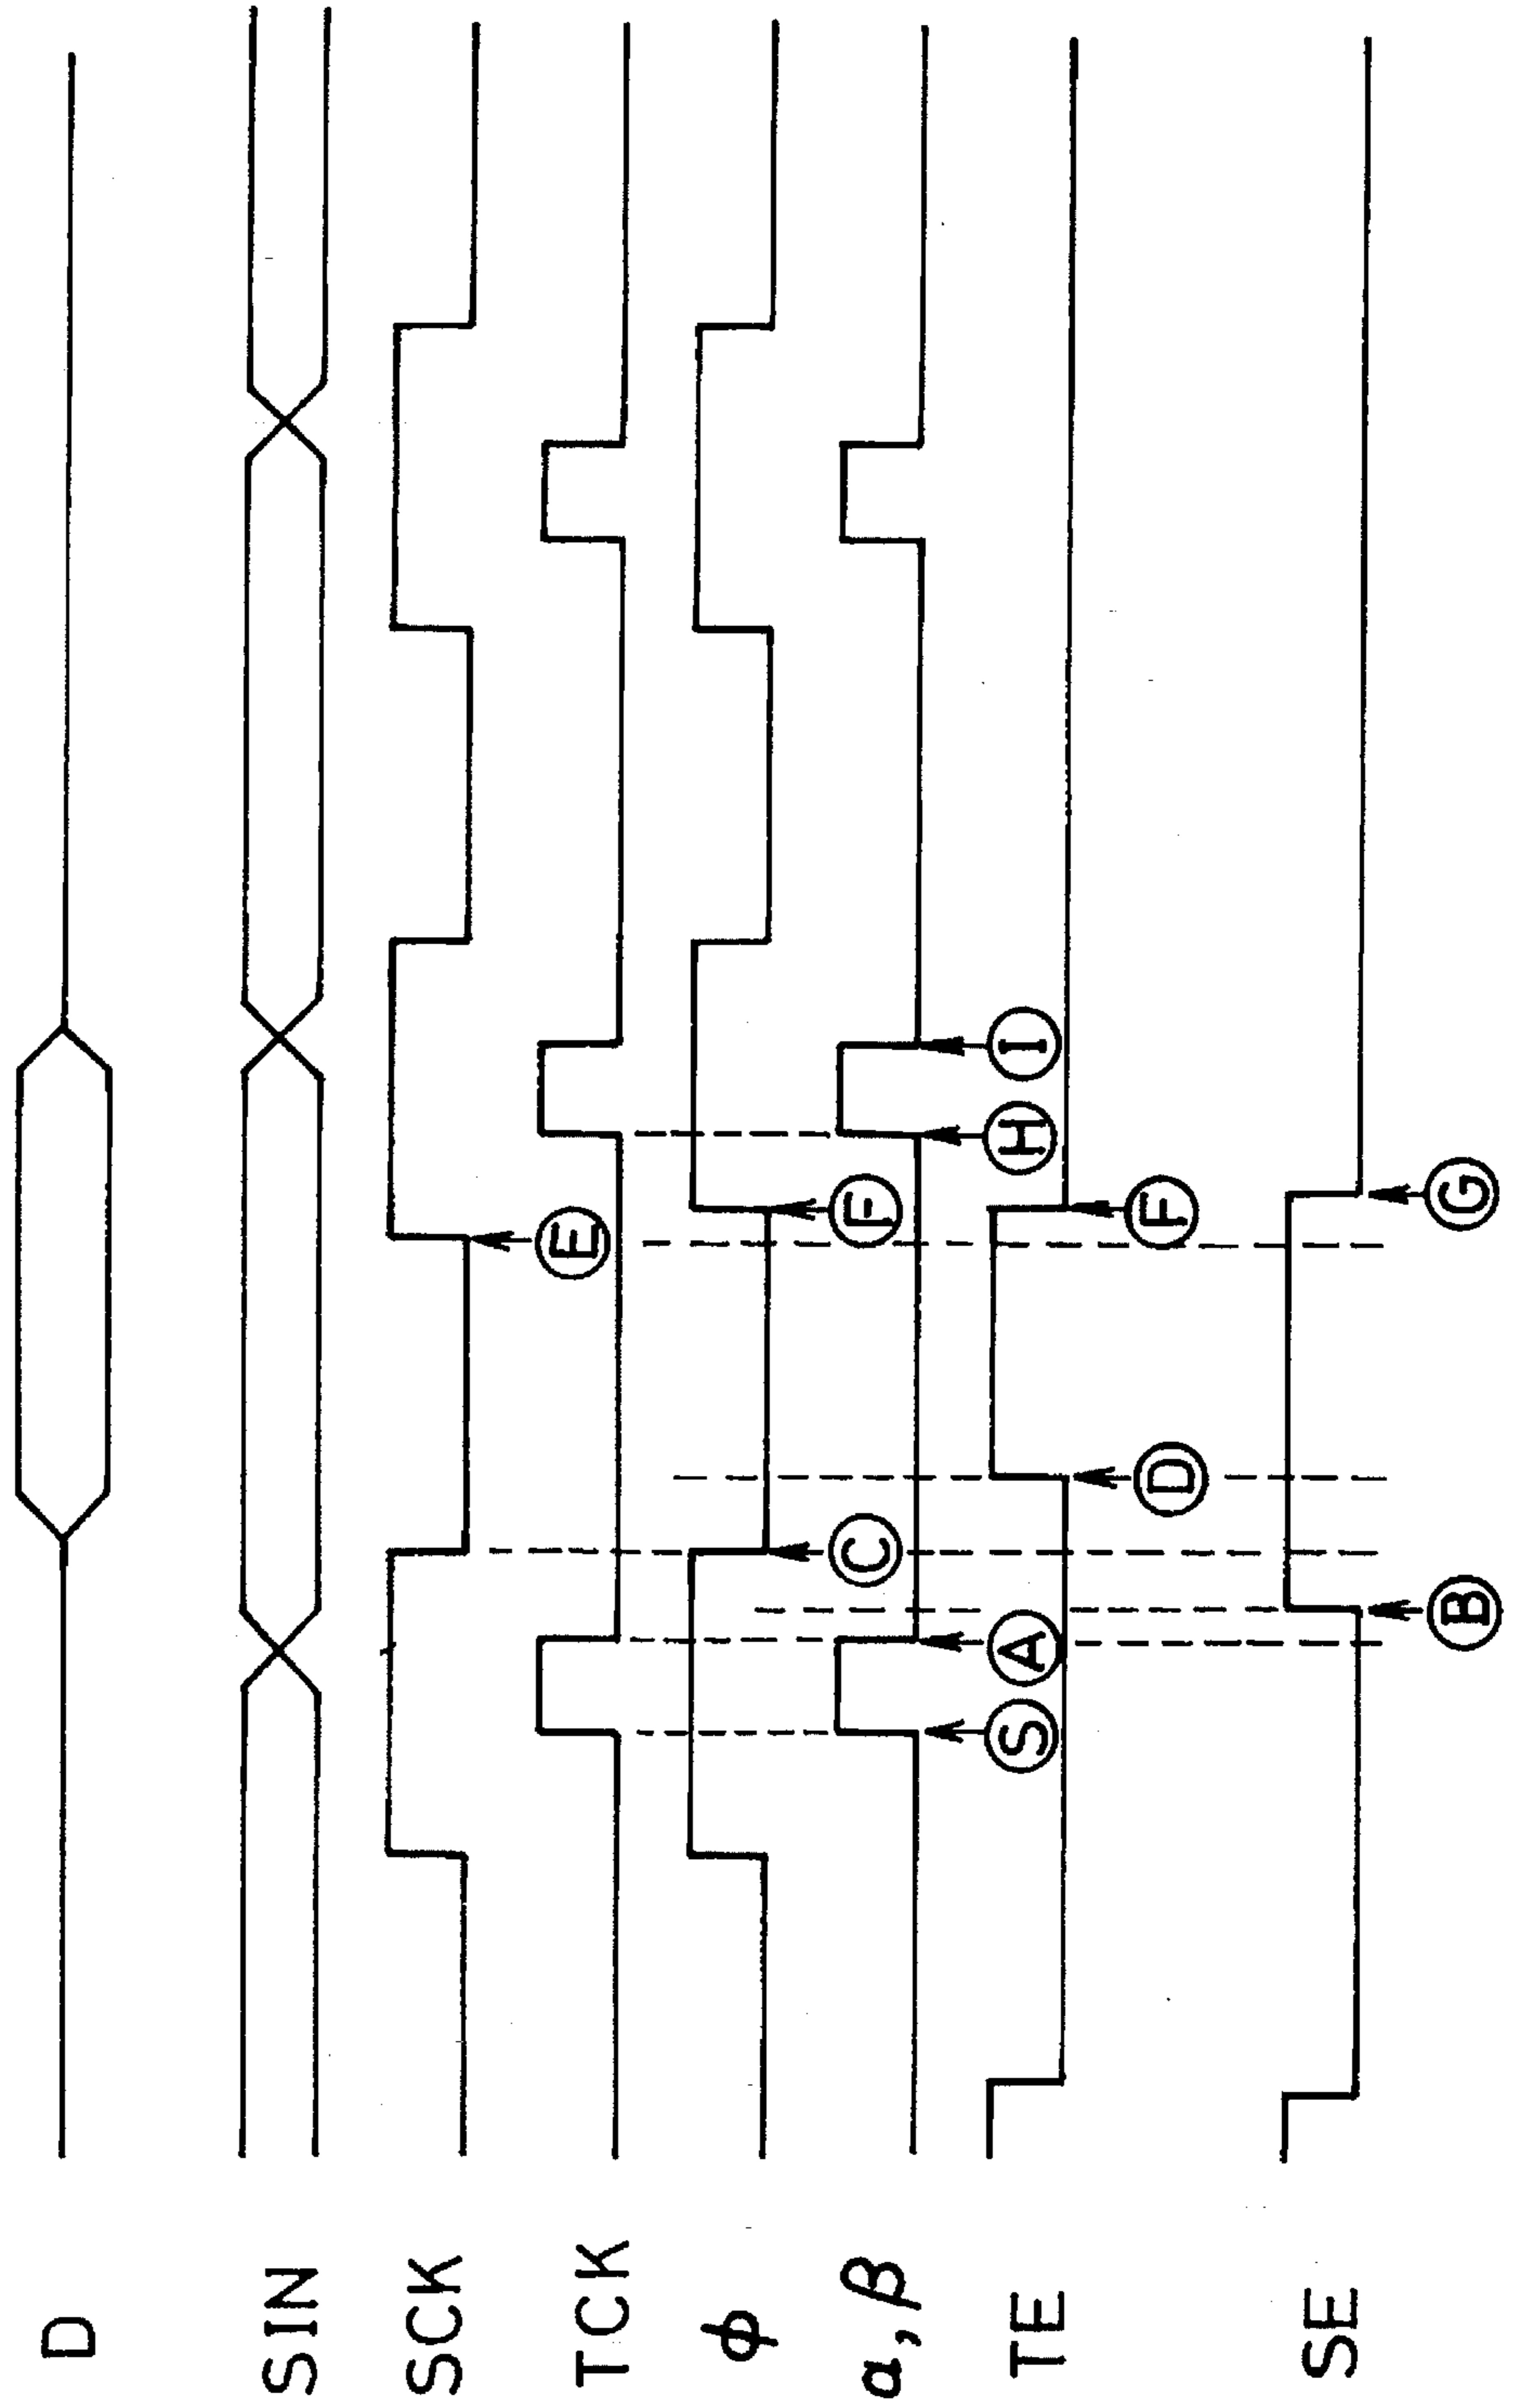 D
SIN
SCK
Ⓔ
TCK
φ
Ⓒ Ⓕ
α, β
Ⓢ Ⓐ Ⓗ Ⓘ
TE
Ⓓ Ⓕ
SE
Ⓑ Ⓖ